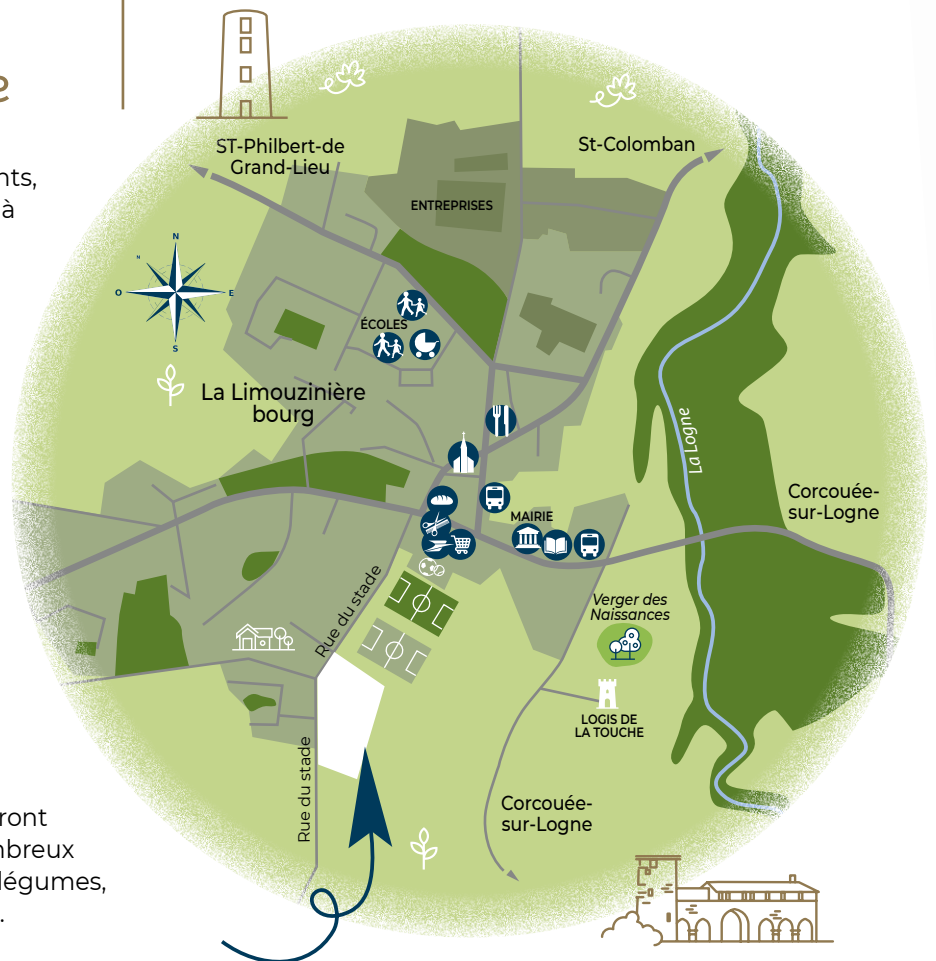 e
nts,
à
ST-Philbert-de
Grand-Lieu
St-Colomban
ENTREPRISES
N
N
O
E
S
ÉCOLES
La Limouzinière
bourg
La Logne
Corcouée-
sur-Logne
MAIRIE
Rue du stade
Verger des
Naissances
LOGIS DE
LA TOUCHE
Rue du stade
Corcouée-
sur-Logne
ront
mbreux
légumes,
.